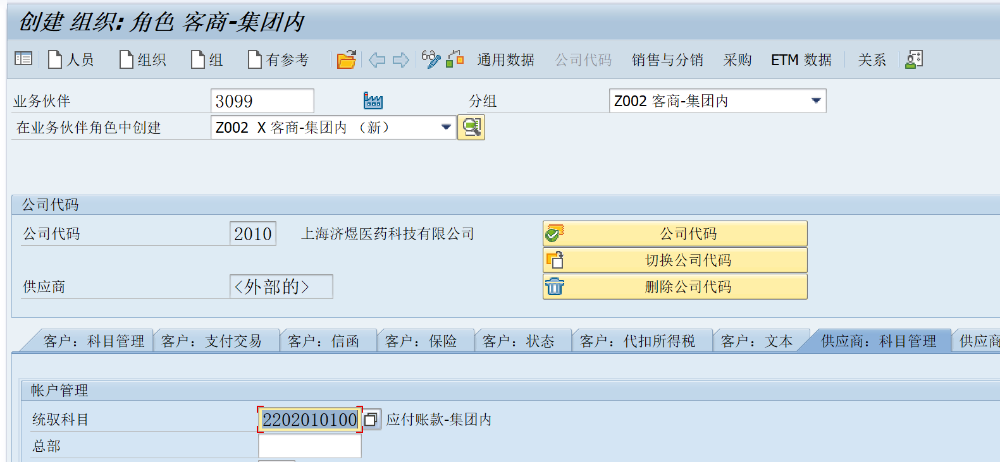 创建 组织: 角色 客商-集团内
人员 组织 组 有参考 通用数据 公司代码 销售与分销 采购 ETM 数据 关系
业务伙伴 3099 分组 Z002 客商-集团内
在业务伙伴角色中创建 Z002 X 客商-集团内 （新）
公司代码
公司代码 2010 上海济煜医药科技有限公司 公司代码
切换公司代码
供应商 <外部的> 删除公司代码
客户：科目管理 客户：支付交易 客户：信函 客户：保险 客户：状态 客户：代扣所得税 客户：文本 供应商：科目管理 供应商
帐户管理
统驭科目 2202010100 应付账款-集团内
总部